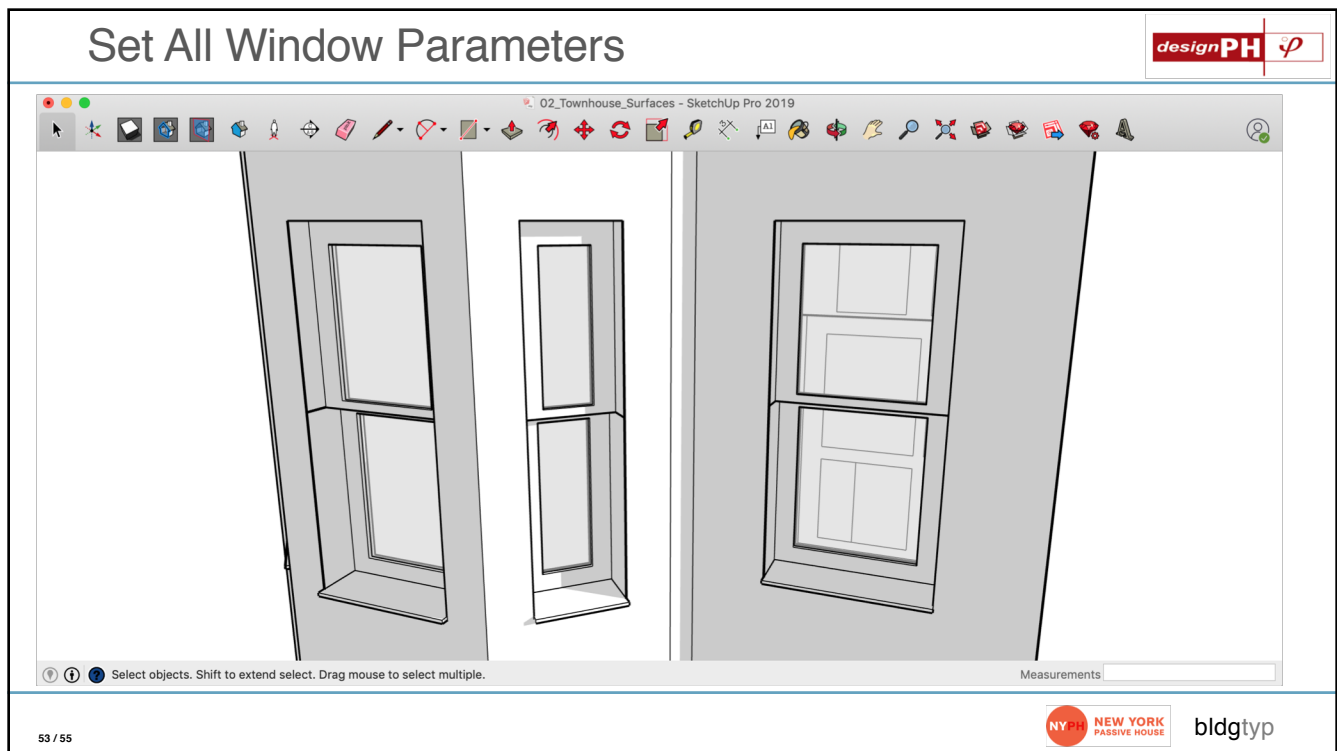 Set All Window Parameters
designPH φ
02_Townhouse_Surfaces - SketchUp Pro 2019
A1
Select objects. Shift to extend select. Drag mouse to select multiple.
Measurements
53 / 55
NYPH
NEW YORK
PASSIVE HOUSE
bldgtyp